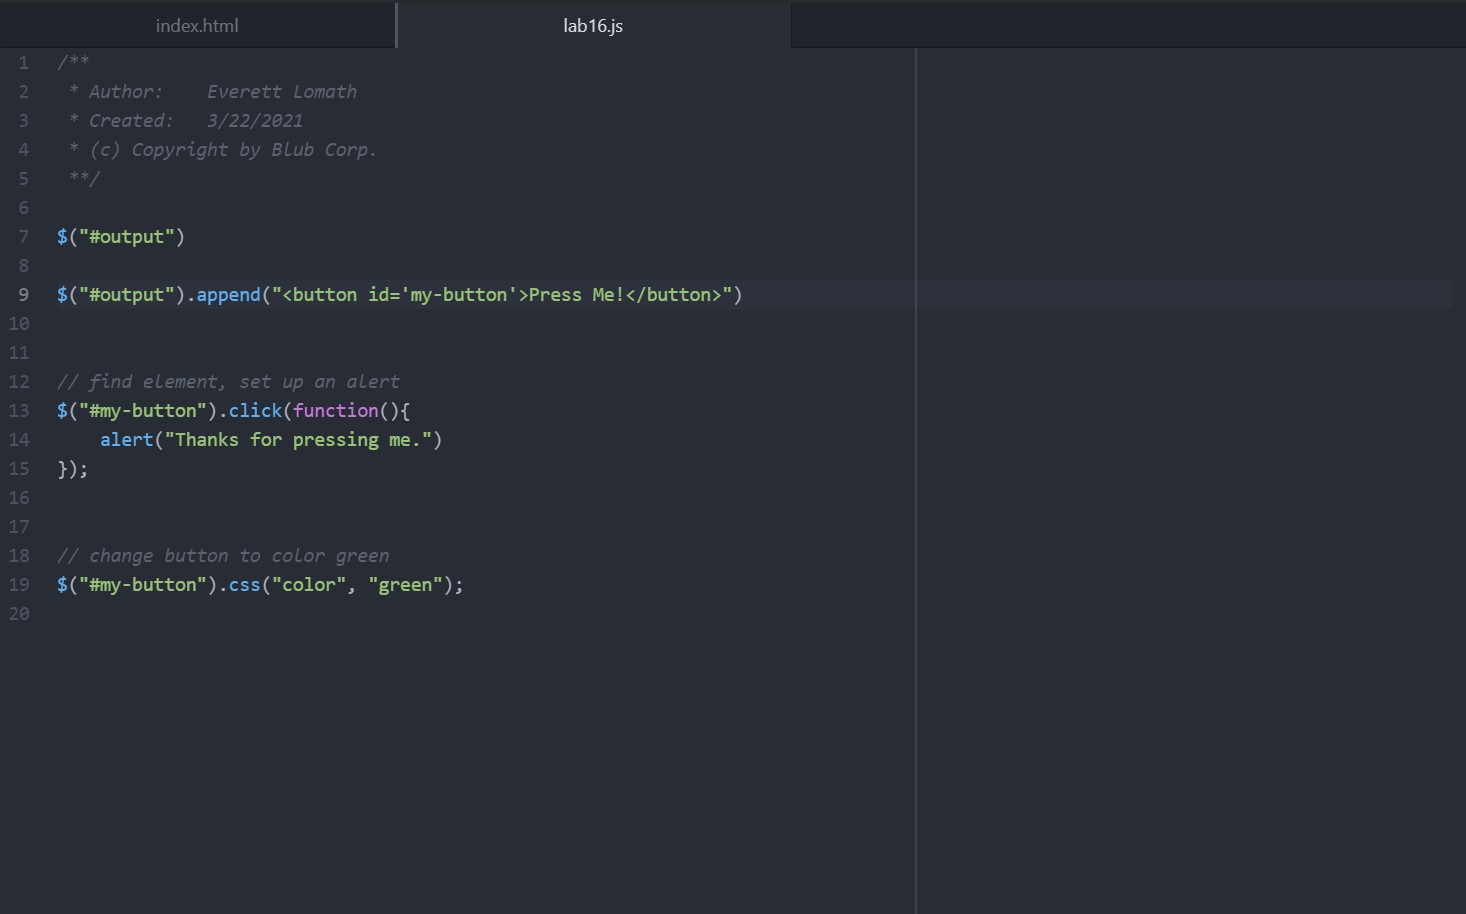 index.html
lab16.js
1 /**
2  * Author:    Everett Lomath
3  * Created:   3/22/2021
4  * (c) Copyright by Blub Corp.
5  **/
6
7 $("#output")
8
9 $("#output").append("<button id='my-button'>Press Me!</button>")
10
11
12 // find element, set up an alert
13 $("#my-button").click(function(){
14     alert("Thanks for pressing me.")
15 });
16
17
18 // change button to color green
19 $("#my-button").css("color", "green");
20